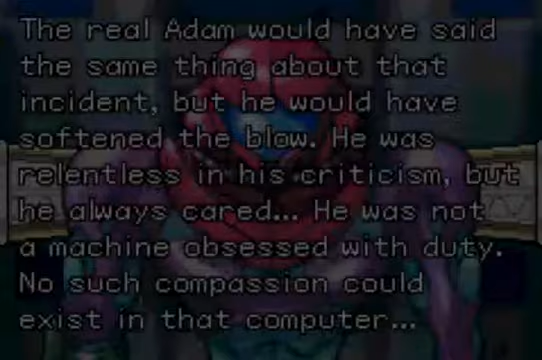 The real Adam would have said
the same thing about that
incident, but he would have
softened the blow. He was
relentless in his criticism, but
he always cared... He was not
a machine obsessed with duty.
No such compassion could
exist in that computer...